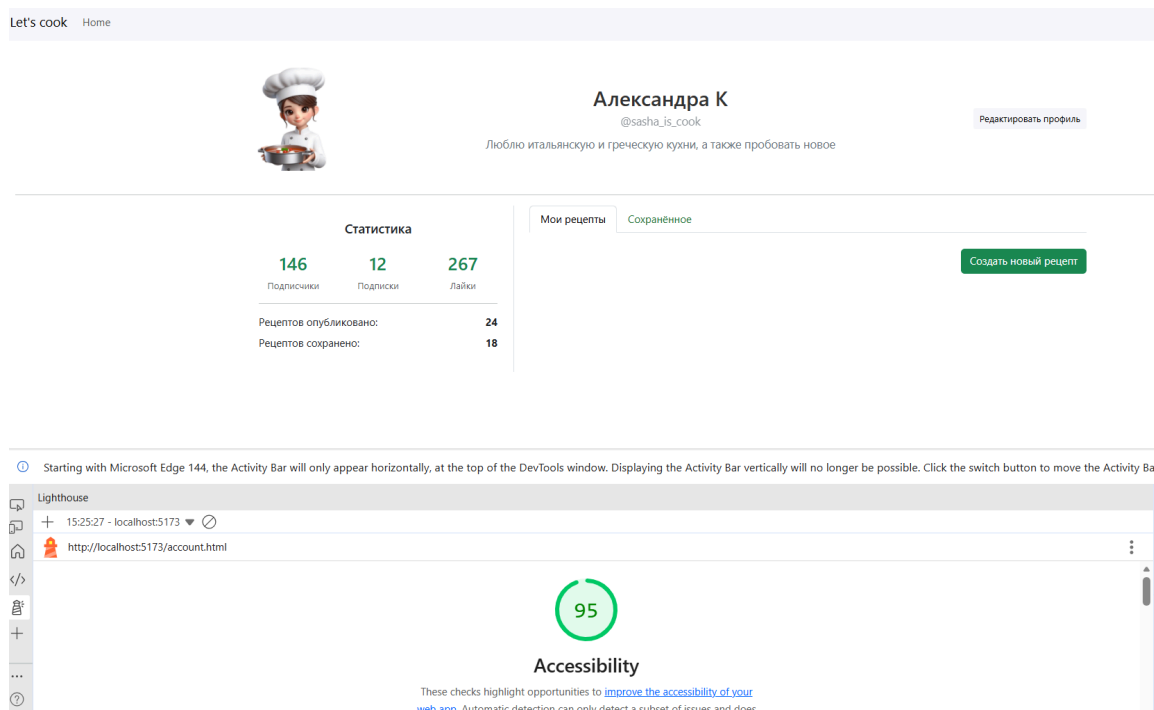 Let's cook Home
Александра К
@sasha_is_cook
Люблю итальянскую и греческую кухни, а также пробовать новое
Редактировать профиль
Статистика
146 12 267
Подписчики Подписки Лайки
Рецептов опубликовано: 24
Рецептов сохранено: 18
Мои рецепты Сохранённое
Создать новый рецепт
Starting with Microsoft Edge 144, the Activity Bar will only appear horizontally, at the top of the DevTools window. Displaying the Activity Bar vertically will no longer be possible. Click the switch button to move the Activity Ba
Lighthouse
15:25:27 - localhost:5173
http://localhost:5173/account.html
95
Accessibility
These checks highlight opportunities to improve the accessibility of your
web app. Automatic detection can only detect a subset of issues and does